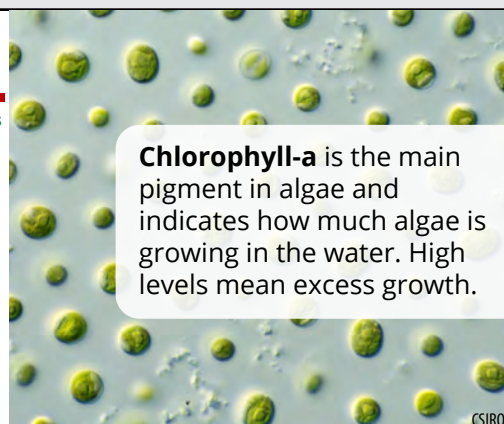 Chlorophyll-a is the main
pigment in algae and
indicates how much algae is
growing in the water. High
levels mean excess growth.
CSIRO